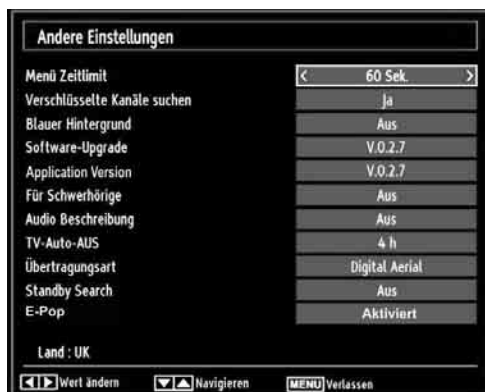 Andere Einstellungen
Menü Zeitlimit < 60 Sek. >
Verschlüsselte Kanäle suchen Ja
Blauer Hintergrund Aus
Software-Upgrade V.0.2.7
Application Version V.0.2.7
Für Schwerhörige Aus
Audio Beschreibung Aus
TV-Auto-AUS 4 h
Übertragungsart Digital Aerial
Standby Search Aus
E-Pop Aktiviert
Land : UK
Wert ändern Navigieren MENU Verlassen